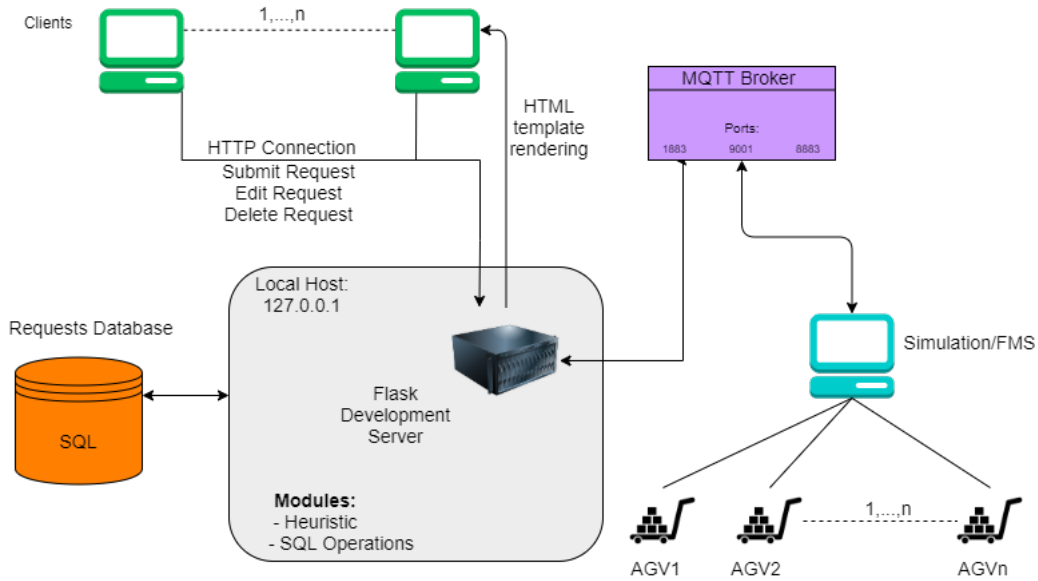 Clients
1,...,n
HTML
template
rendering
HTTP Connection
Submit Request
Edit Request
Delete Request
MQTT Broker
Ports:
1883 9001 8883
Local Host:
127.0.0.1
Requests Database
SQL
Flask
Development
Server
Modules:
- Heuristic
- SQL Operations
Simulation/FMS
1,...,n
AGV1 AGV2 AGVn